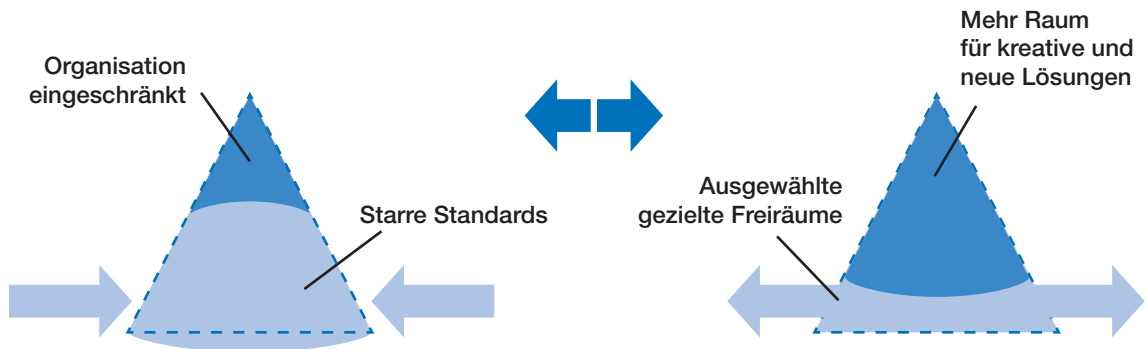 Organisation
eingeschränkt
Starre Standards
Mehr Raum
für kreative und
neue Lösungen
Ausgewählte
gezielte Freiräume